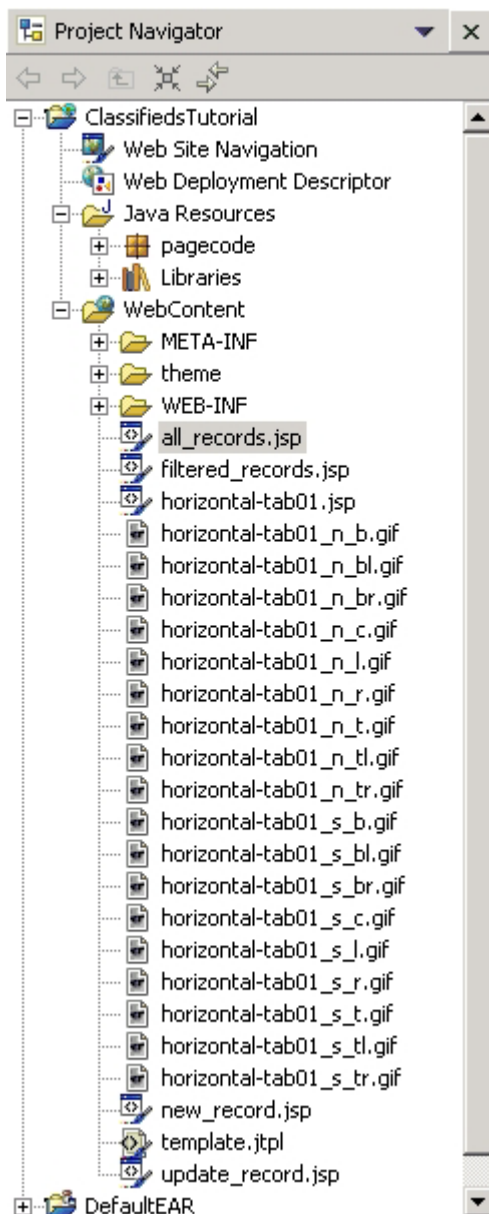 Project Navigator
ClassifiedsTutorial
Web Site Navigation
Web Deployment Descriptor
Java Resources
pagecode
Libraries
WebContent
META-INF
theme
WEB-INF
all_records.jsp
filtered_records.jsp
horizontal-tab01.jsp
horizontal-tab01_n_b.gif
horizontal-tab01_n_bl.gif
horizontal-tab01_n_br.gif
horizontal-tab01_n_c.gif
horizontal-tab01_n_l.gif
horizontal-tab01_n_r.gif
horizontal-tab01_n_t.gif
horizontal-tab01_n_tl.gif
horizontal-tab01_n_tr.gif
horizontal-tab01_s_b.gif
horizontal-tab01_s_bl.gif
horizontal-tab01_s_br.gif
horizontal-tab01_s_c.gif
horizontal-tab01_s_l.gif
horizontal-tab01_s_r.gif
horizontal-tab01_s_t.gif
horizontal-tab01_s_tl.gif
horizontal-tab01_s_tr.gif
new_record.jsp
template.jtpl
update_record.jsp
DefaultEAR